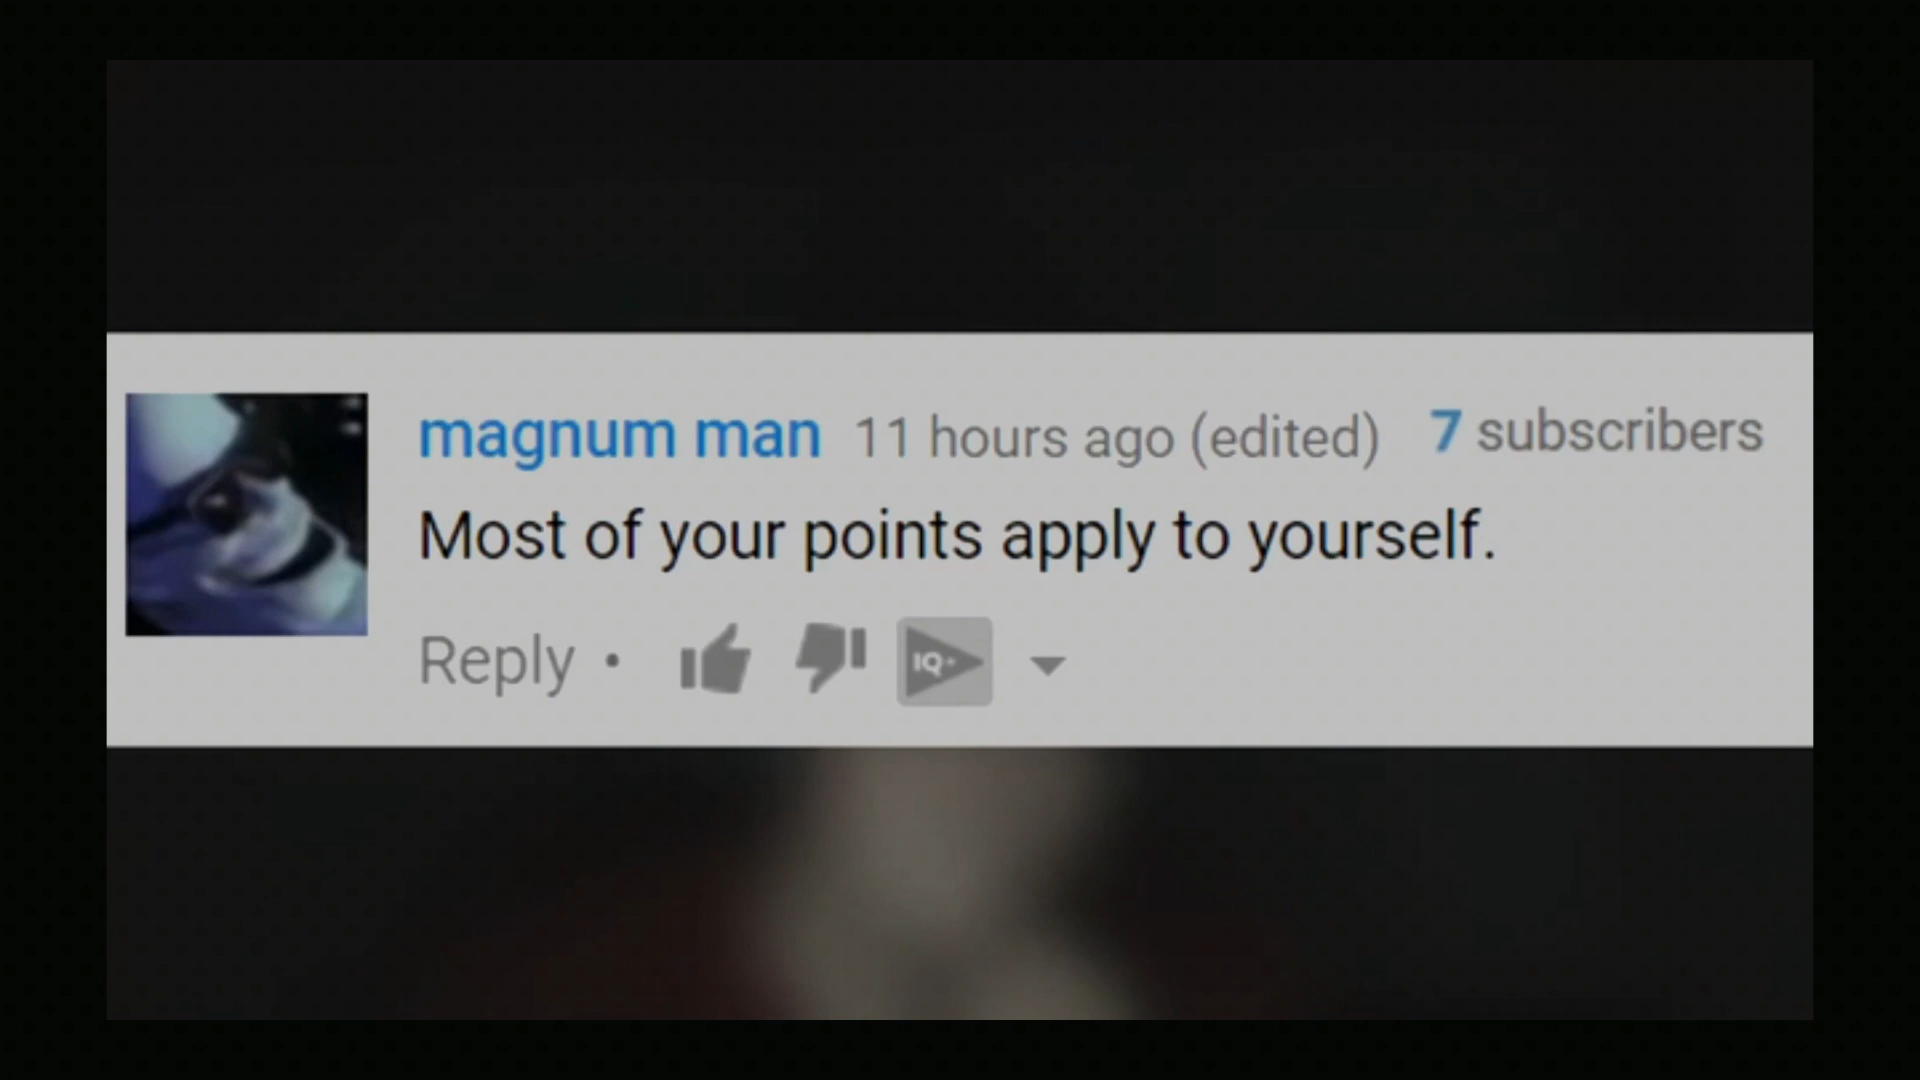 magnum man 11 hours ago (edited) 7 subscribers
Most of your points apply to yourself.
Reply •
IQ+